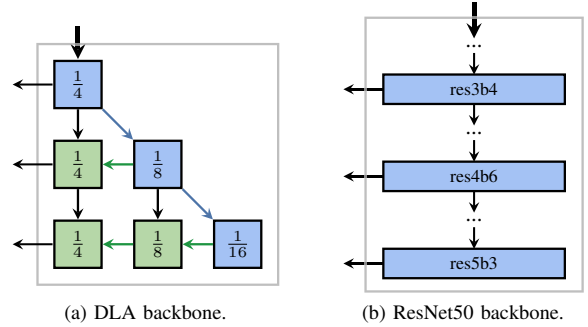 1/4
1/4 1/8
1/4 1/8 1/16
(a) DLA backbone.
...
res3b4
...
res4b6
...
res5b3
(b) ResNet50 backbone.